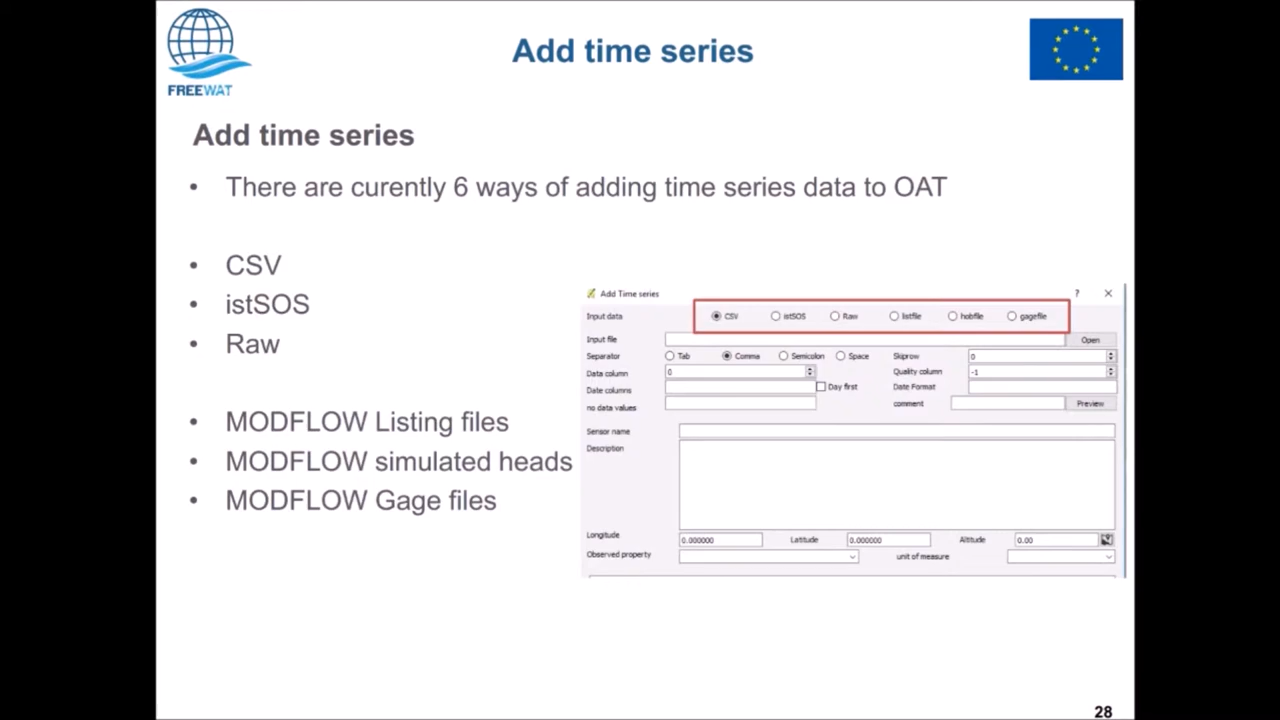 Add time series
FREEWAT
Add time series
• There are curently 6 ways of adding time series data to OAT
• CSV
• istSOS
• Raw
• MODFLOW Listing files
• MODFLOW simulated heads
• MODFLOW Gage files
Add Time series ?
Input data CSV istSOS Raw listfile hobfile gagefile
Input file Open
Separator Tab Comma Semicolon Space Skiprow 0
Data column 0 Quality column -1
Date columns Day first Date Format
no data values comment Preview
Sensor name
Description
Longitude 0.000000 Latitude 0.000000 Altitude 0.00
Observed property unit of measure
28